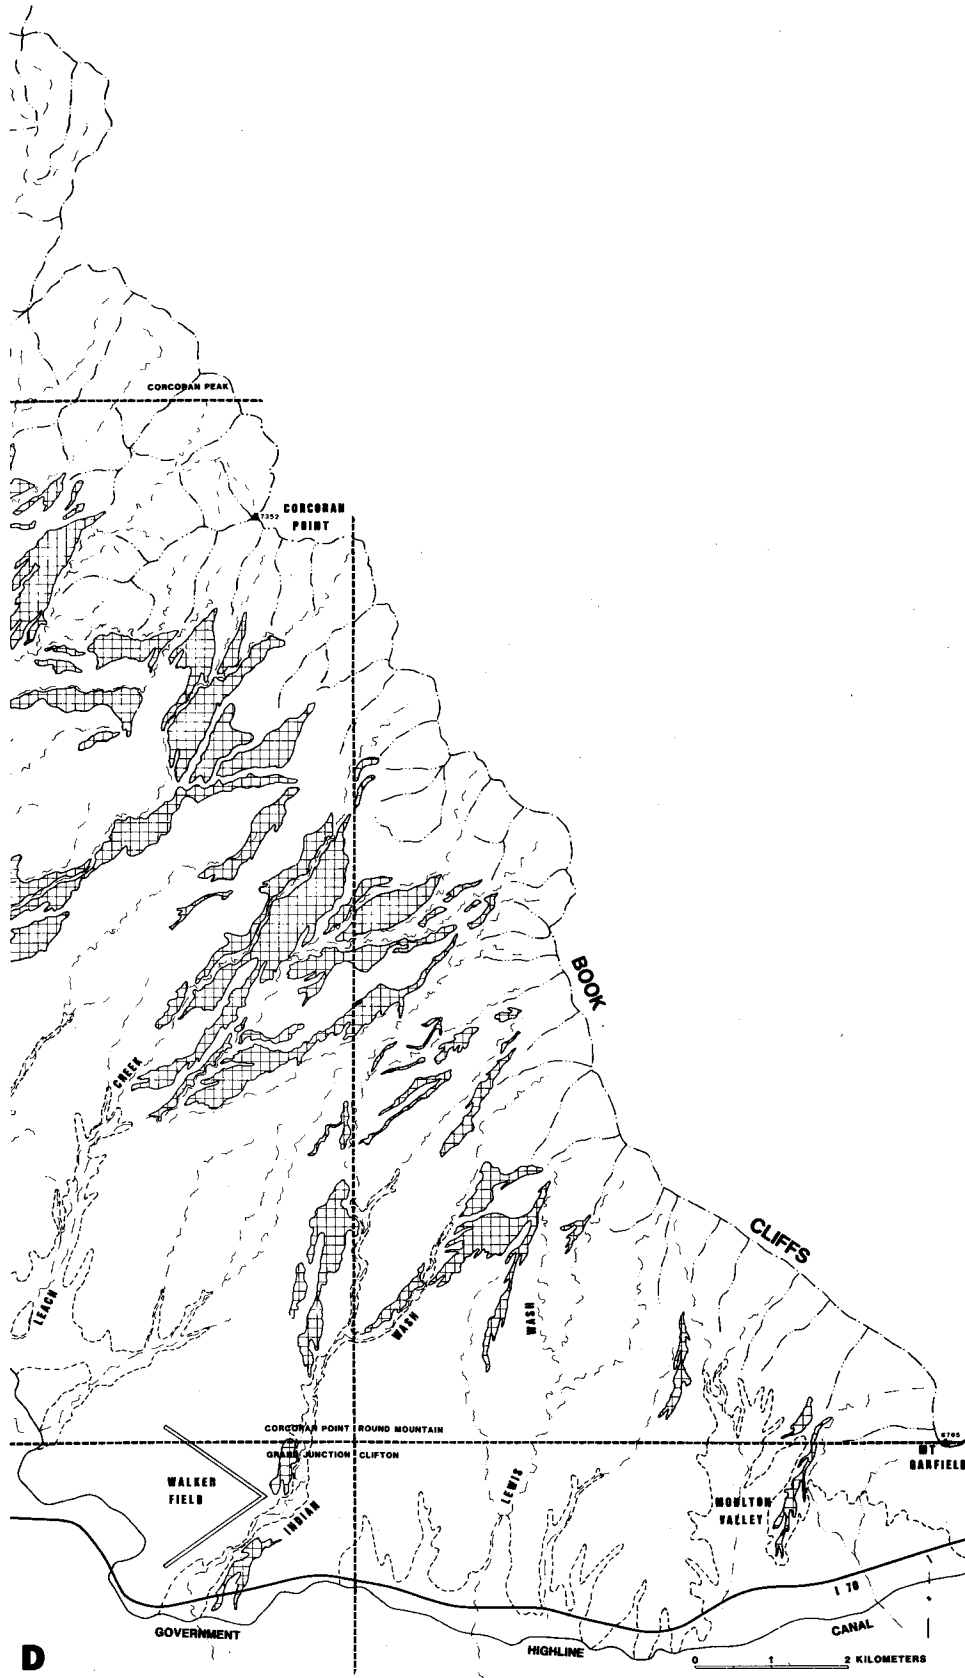 CORCORAN PEAK
7352
CORCORAN
POINT
BOOK
CREEK
CLIFFS
LEACH
WASH
WASH
CORCORAN POINT ROUND MOUNTAIN
GRAND JUNCTION CLIFTON
6765
MT
GARFIELD
WALKER
FIELD
LEWIS
MOULTON
VALLEY
INDIAN
I 70
GOVERNMENT
HIGHLINE
CANAL
D
0 1 2 KILOMETERS